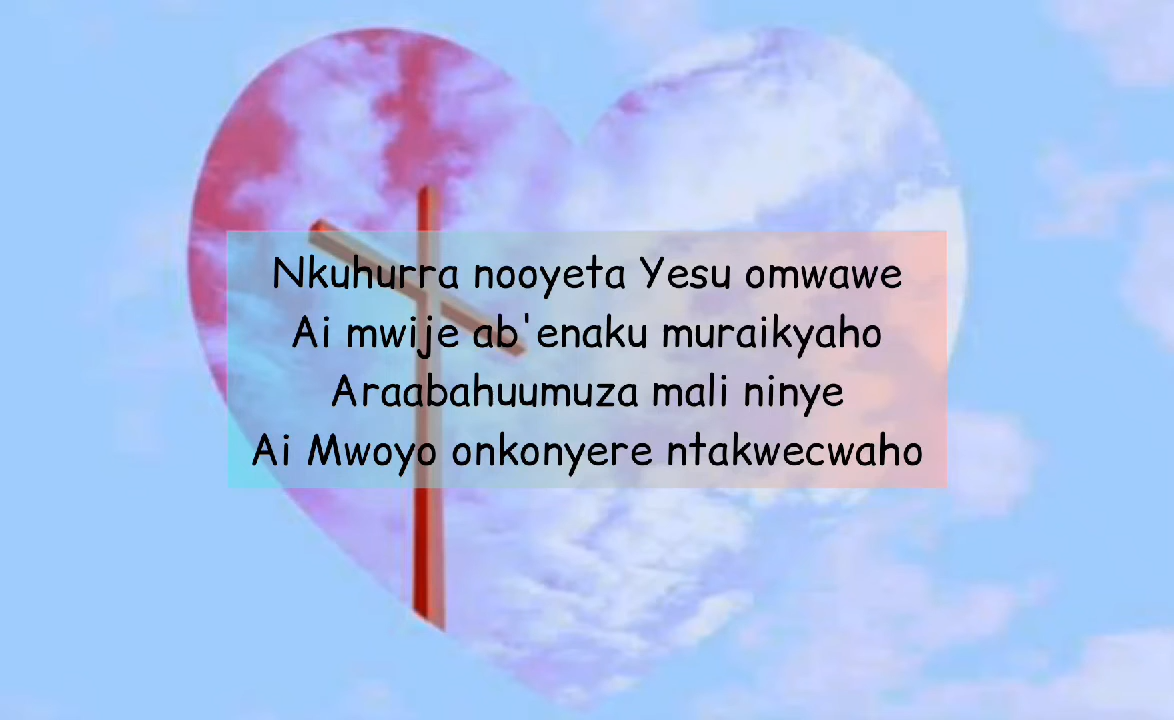 Nkuhurra nooyeta Yesu omwawe
Ai mwije ab'enaku muraikyaho
Araabahuumuza mali ninye
Ai Mwoyo onkonyere ntakwecwaho